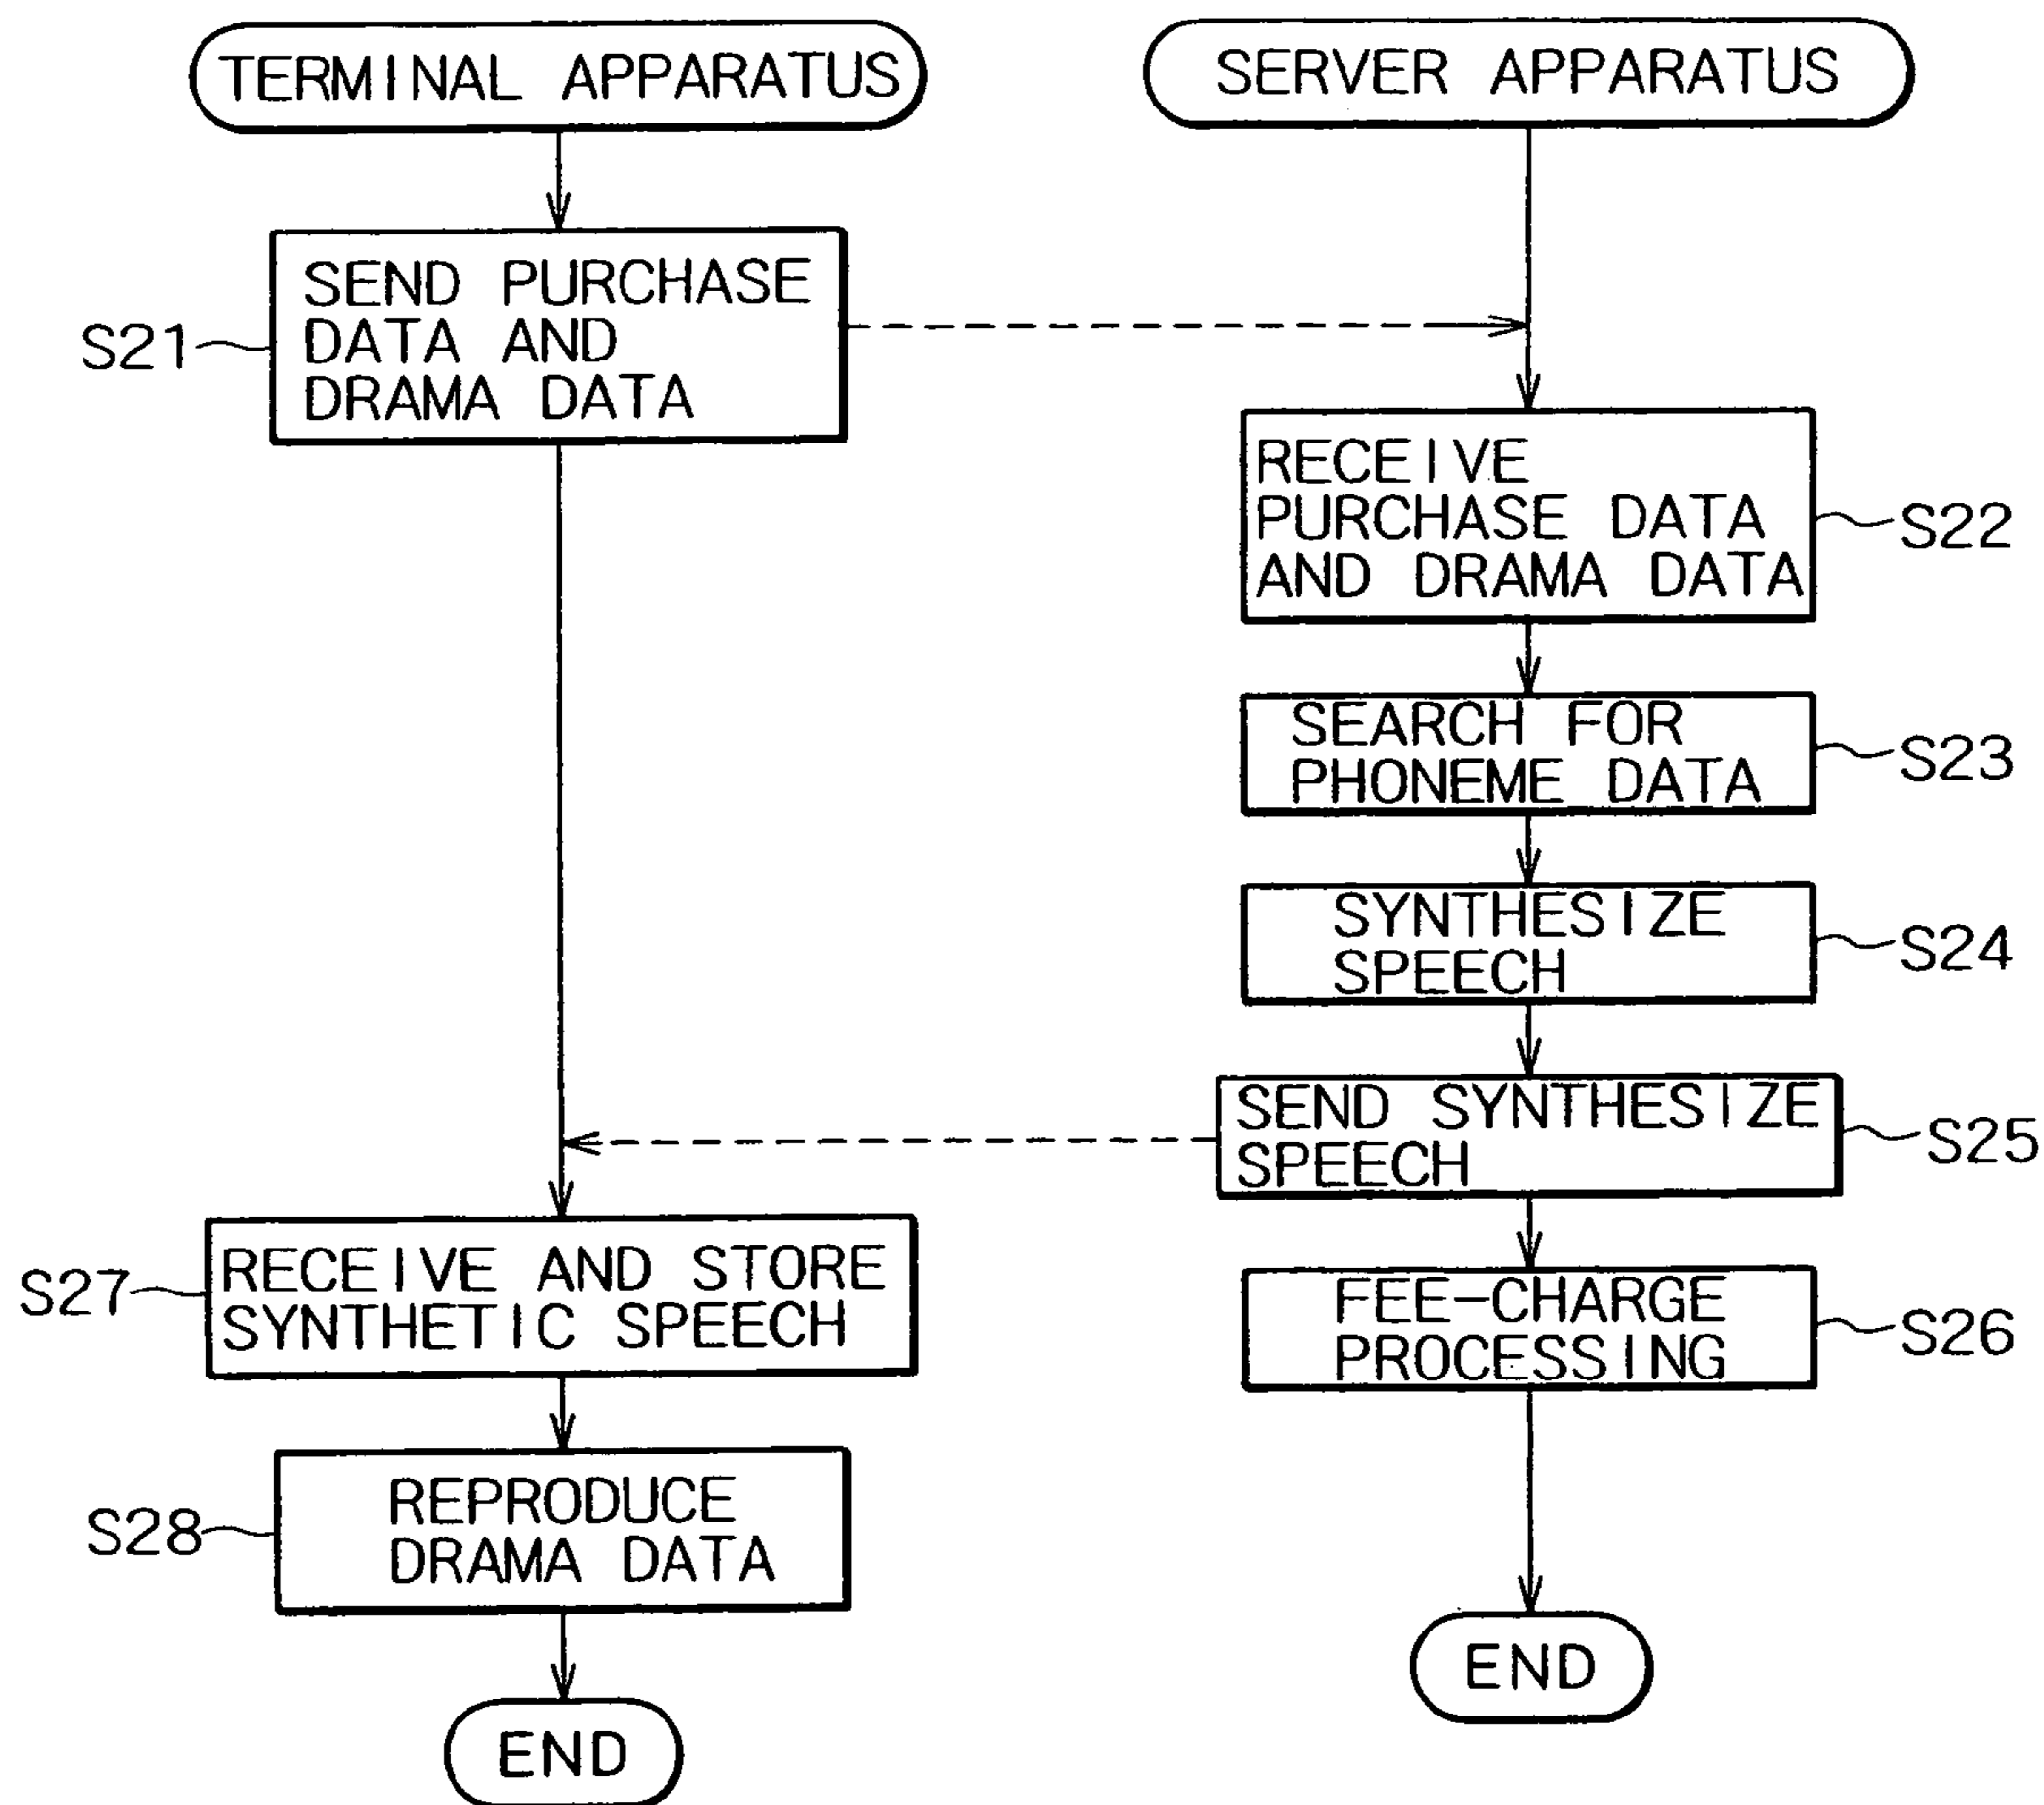 TERMINAL APPARATUS
SERVER APPARATUS
S21
SEND PURCHASE
DATA AND
DRAMA DATA
RECEIVE
PURCHASE DATA
AND DRAMA DATA
S22
SEARCH FOR
PHONEME DATA
S23
SYNTHESIZE
SPEECH
S24
SEND SYNTHESIZE
SPEECH
S25
S27
RECEIVE AND STORE
SYNTHETIC SPEECH
FEE-CHARGE
PROCESSING
S26
S28
REPRODUCE
DRAMA DATA
END
END